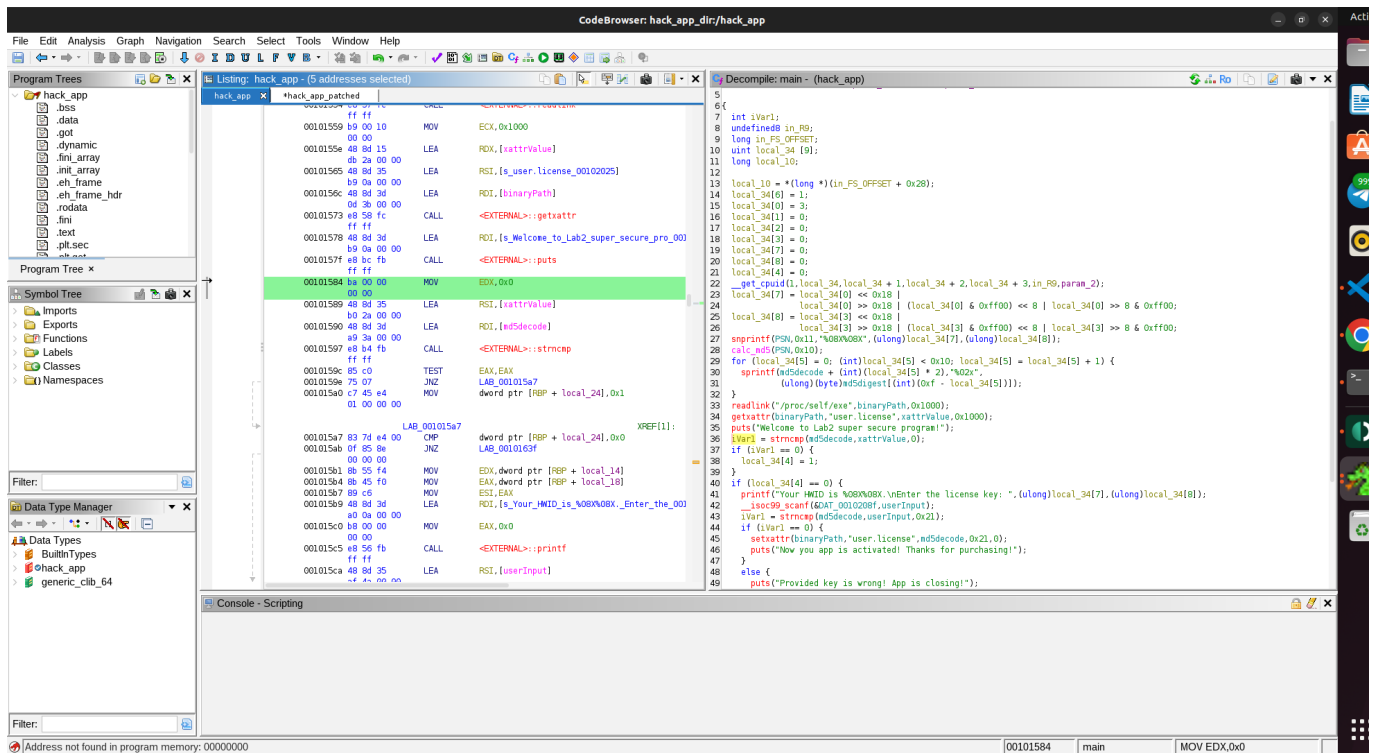 CodeBrowser: hack_app_dir:/hack_app
Acti
File Edit Analysis Graph Navigation Search Select Tools Window Help
Program Trees
hack_app
.bss
.data
.got
.dynamic
.fini_array
.init_array
.eh_frame
.eh_frame_hdr
.rodata
.fini
.text
.plt.sec
Program Tree ×
Symbol Tree
Imports
Exports
Functions
Labels
Classes
Namespaces
Filter:
Data Type Manager
Data Types
BuiltInTypes
hack_app
generic_clib_64
Filter:
Listing: hack_app - (5 addresses selected)
hack_app
*hack_app_patched
ff ff
00101559 b9 00 10 MOV ECX,0x1000
00 00
0010155e 48 8d 15 LEA RDX,[xattrValue]
db 2a 00 00
00101565 48 8d 35 LEA RSI,[s_user.license_00102025]
b9 0a 00 00
0010156c 48 8d 3d LEA RDI,[binaryPath]
0d 3b 00 00
00101573 e8 58 fc CALL <EXTERNAL>::getxattr
ff ff
00101578 48 8d 3d LEA RDI,[s_Welcome_to_Lab2_super_secure_pro_001
b9 0a 00 00
0010157f e8 bc fb CALL <EXTERNAL>::puts
ff ff
00101584 ba 00 00 MOV EDX,0x0
00 00
00101589 48 8d 35 LEA RSI,[xattrValue]
b0 2a 00 00
00101590 48 8d 3d LEA RDI,[md5decode]
a9 3a 00 00
00101597 e8 b4 fb CALL <EXTERNAL>::strncmp
ff ff
0010159c 85 c0 TEST EAX,EAX
0010159e 75 07 JNZ LAB_001015a7
001015a0 c7 45 e4 MOV dword ptr [RBP + local_24],0x1
01 00 00 00
LAB_001015a7 XREF[1]:
001015a7 83 7d e4 00 CMP dword ptr [RBP + local_24],0x0
001015ab 0f 85 8e JNZ LAB_0010163f
00 00 00
001015b1 8b 55 f4 MOV EDX,dword ptr [RBP + local_14]
001015b4 8b 45 f0 MOV EAX,dword ptr [RBP + local_18]
001015b7 89 c6 MOV ESI,EAX
001015b9 48 8d 3d LEA RDI,[s_Your_HWID_is_%08X%08X._Enter_the_001
a0 0a 00 00
001015c0 b8 00 00 MOV EAX,0x0
00 00
001015c5 e8 56 fb CALL <EXTERNAL>::printf
ff ff
001015ca 48 8d 35 LEA RSI,[userInput]
Decompile: main - (hack_app)
Ro
5
6 {
7 int iVar1;
8 undefined8 in_R9;
9 long in_FS_OFFSET;
10 uint local_34 [9];
11 long local_10;
12
13 local_10 = *(long *)(in_FS_OFFSET + 0x28);
14 local_34[6] = 1;
15 local_34[0] = 3;
16 local_34[1] = 0;
17 local_34[2] = 0;
18 local_34[3] = 0;
19 local_34[7] = 0;
20 local_34[8] = 0;
21 local_34[4] = 0;
22 __get_cpuid(1,local_34,local_34 + 1,local_34 + 2,local_34 + 3,in_R9,param_2);
23 local_34[7] = local_34[0] << 0x18 |
24 local_34[0] >> 0x18 | (local_34[0] & 0xff00) << 8 | local_34[0] >> 8 & 0xff00;
25 local_34[8] = local_34[3] << 0x18 |
26 local_34[3] >> 0x18 | (local_34[3] & 0xff00) << 8 | local_34[3] >> 8 & 0xff00;
27 snprintf(PSN,0x11,"%08X%08X",(ulong)local_34[7],(ulong)local_34[8]);
28 calc_md5(PSN,0x10);
29 for (local_34[5] = 0; (int)local_34[5] < 0x10; local_34[5] = local_34[5] + 1) {
30 sprintf(md5decode + (int)(local_34[5] * 2),"%02x",
31 (ulong)(byte)md5digest[(int)(0xf - local_34[5])]);
32 }
33 readlink("/proc/self/exe",binaryPath,0x1000);
34 getxattr(binaryPath,"user.license",xattrValue,0x1000);
35 puts("Welcome to Lab2 super secure program!");
36 iVar1 = strncmp(md5decode,xattrValue,0);
37 if (iVar1 == 0) {
38 local_34[4] = 1;
39 }
40 if (local_34[4] == 0) {
41 printf("Your HWID is %08X%08X.\nEnter the license key: ",(ulong)local_34[7],(ulong)local_34[8]);
42 __isoc99_scanf(&DAT_0010208f,userInput);
43 iVar1 = strncmp(md5decode,userInput,0x21);
44 if (iVar1 == 0) {
45 setxattr(binaryPath,"user.license",md5decode,0x21,0);
46 puts("Now you app is activated! Thanks for purchasing!");
47 }
48 else {
49 puts("Provided key is wrong! App is closing!");
Console - Scripting
Address not found in program memory: 00000000
00101584
main
MOV EDX,0x0